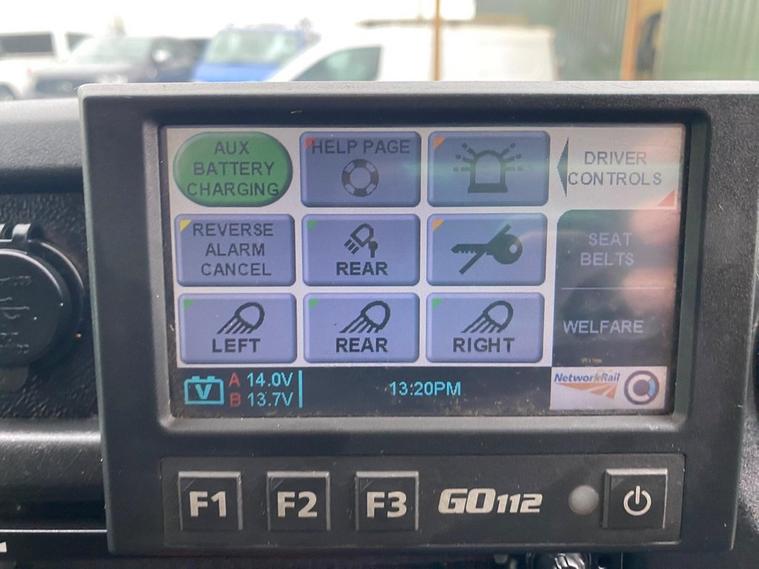 AUX
BATTERY
CHARGING
HELP PAGE
DRIVER
CONTROLS
REVERSE
ALARM
CANCEL
REAR
SEAT
BELTS
LEFT
REAR
RIGHT
WELFARE
V
A 14.0V
B 13.7V
13:20PM
NetworkRail
F1
F2
F3
GO112